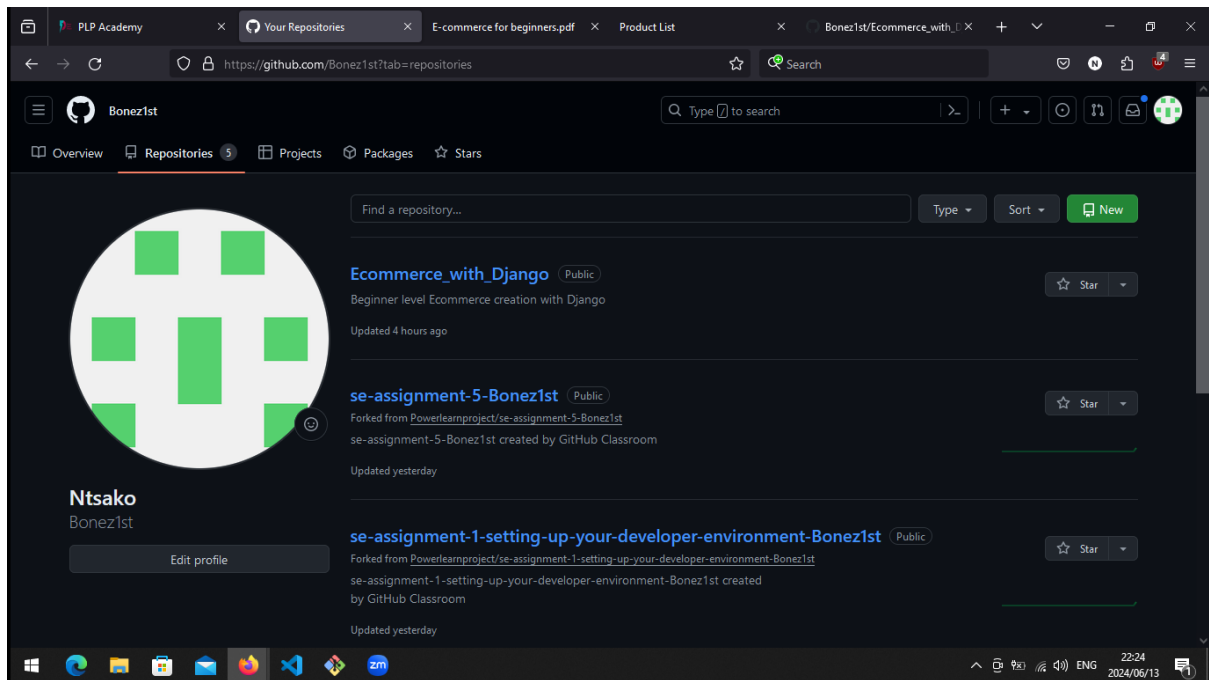 PLP Academy
Your Repositories
E-commerce for beginners.pdf
Product List
Bonez1st/Ecommerce_with_D
https://github.com/Bonez1st?tab=repositories
Search
N
4
Bonez1st
Type / to search
Overview
Repositories 5
Projects
Packages
Stars
Find a repository...
Type
Sort
New
Ecommerce_with_Django Public
Star
Beginner level Ecommerce creation with Django
Updated 4 hours ago
se-assignment-5-Bonez1st Public
Star
Forked from Powerlearnproject/se-assignment-5-Bonez1st
se-assignment-5-Bonez1st created by GitHub Classroom
Updated yesterday
Ntsako
Bonez1st
Edit profile
se-assignment-1-setting-up-your-developer-environment-Bonez1st Public
Star
Forked from Powerlearnproject/se-assignment-1-setting-up-your-developer-environment-Bonez1st
se-assignment-1-setting-up-your-developer-environment-Bonez1st created
by GitHub Classroom
Updated yesterday
zm
ENG
22:24
2024/06/13
1